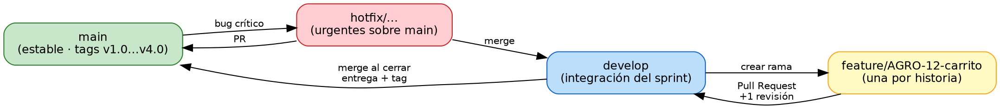 main
(estable · tags v1.0…v4.0)
bug crítico
PR
hotfix/…
(urgentes sobre main)
merge
merge al cerrar
entrega + tag
develop
(integración del sprint)
crear rama
Pull Request
+1 revisión
feature/AGRO-12-carrito
(una por historia)